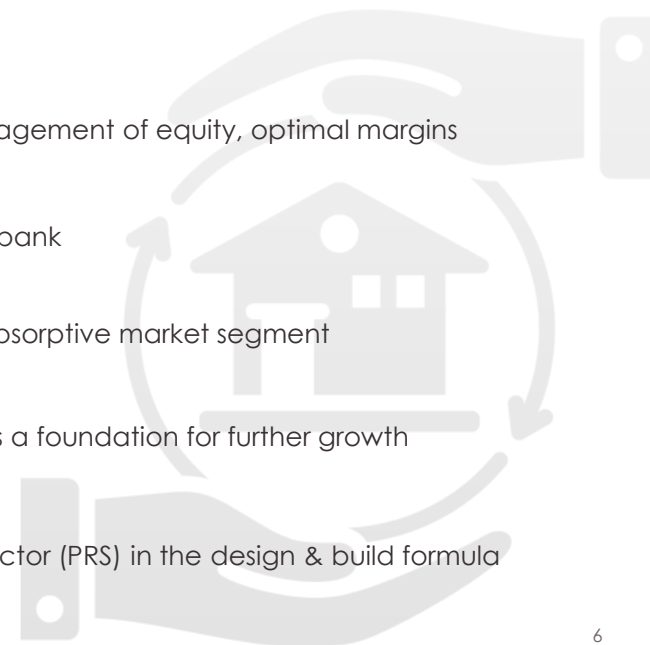 agement of equity, optimal margins
bank
bsorptive market segment
s a foundation for further growth
ctor (PRS) in the design & build formula
6